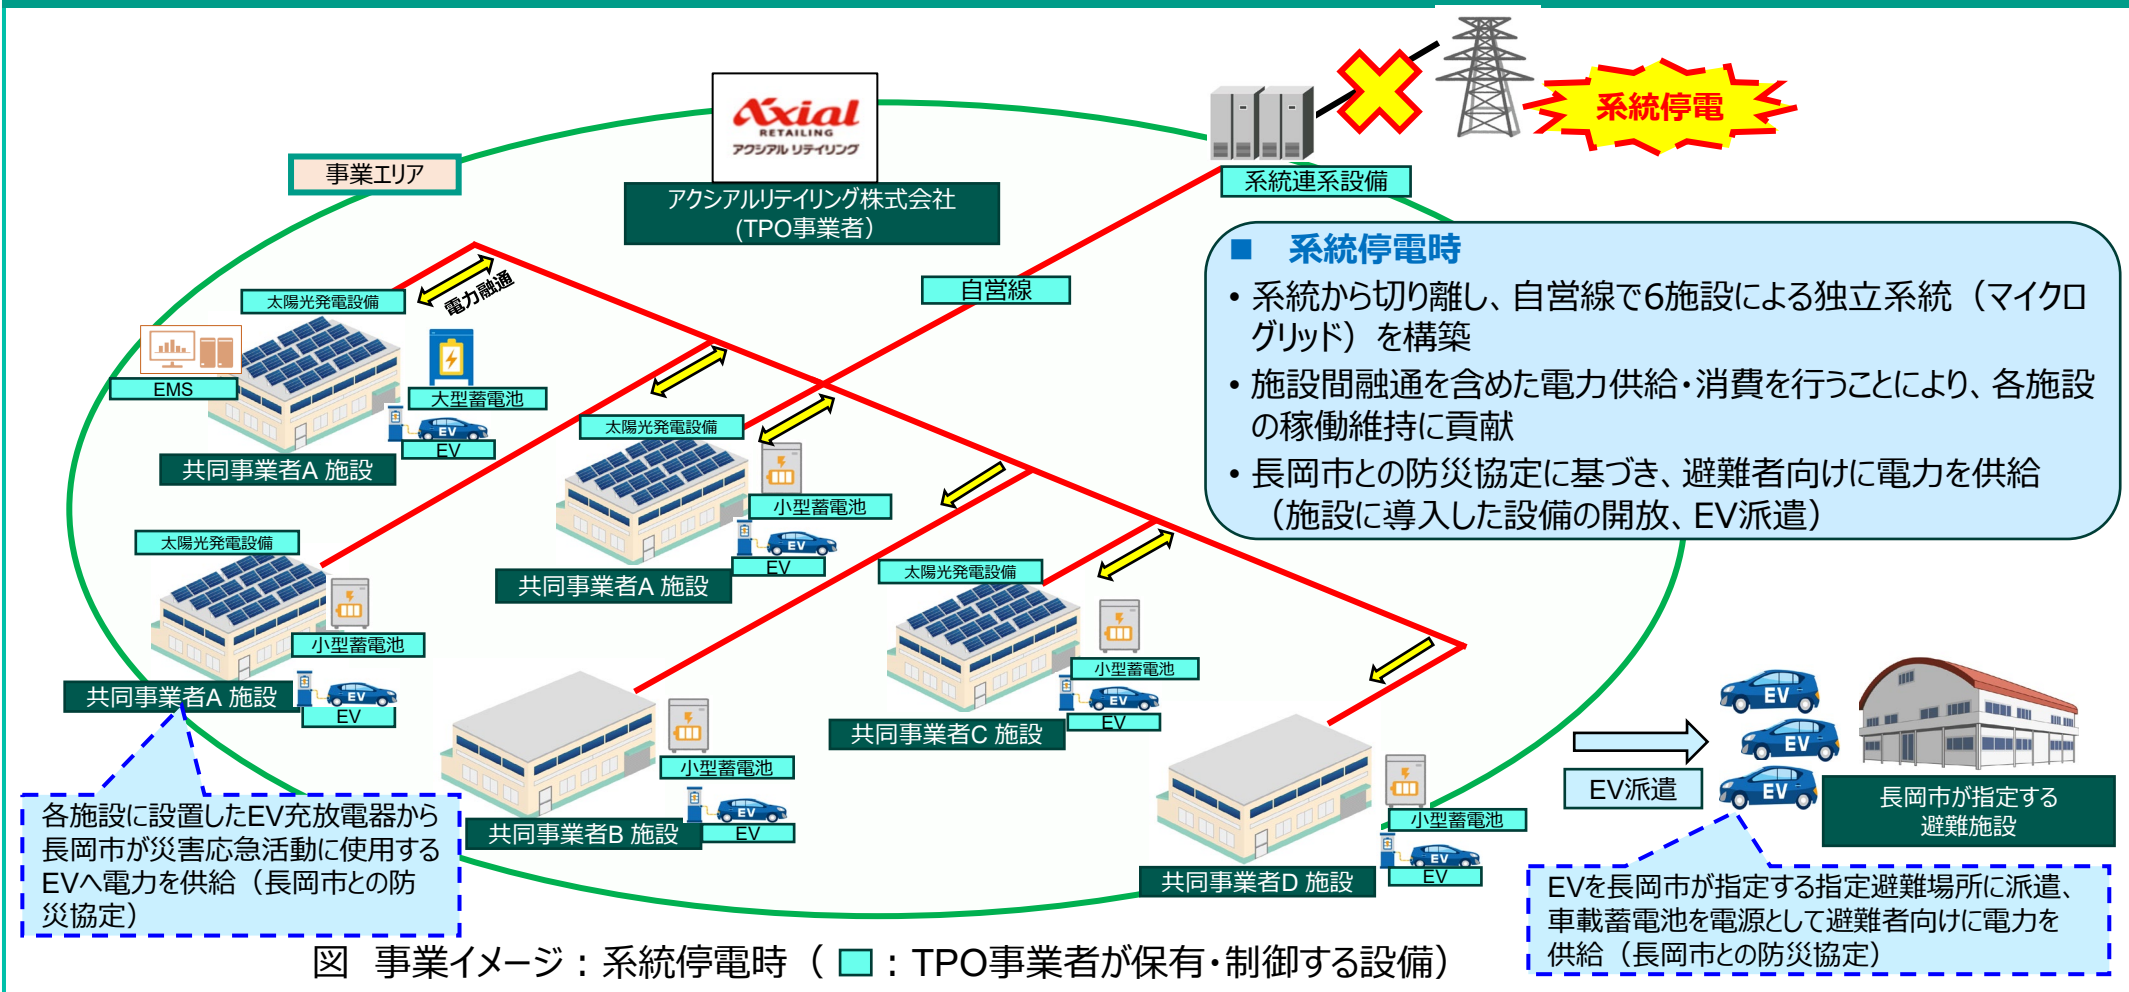 Axial
RETAILING
アクシアル リテイリング
アクシアルリテイリング株式会社
(TPO事業者）
事業エリア
系統停電
系統連系設備
自営線
■ 系統停電時
・系統から切り離し、自営線で6施設による独立系統（マイクロ
グリッド）を構築
・施設間融通を含めた電力供給・消費を行うことにより、各施設
の稼働維持に貢献
・長岡市との防災協定に基づき、避難者向けに電力を供給
（施設に導入した設備の開放、EV派遣）
電力融通
太陽光発電設備
EMS
大型蓄電池
EV
EV
共同事業者A 施設
太陽光発電設備
小型蓄電池
EV
EV
共同事業者A 施設
太陽光発電設備
小型蓄電池
EV
EV
共同事業者A 施設
太陽光発電設備
小型蓄電池
EV
EV
共同事業者C 施設
小型蓄電池
EV
EV
共同事業者B 施設
小型蓄電池
EV
EV
共同事業者D 施設
EV派遣
EV
EV
EV
長岡市が指定する
避難施設
各施設に設置したEV充放電器から
長岡市が災害応急活動に使用する
EVへ電力を供給（長岡市との防
災協定）
EVを長岡市が指定する指定避難場所に派遣、
車載蓄電池を電源として避難者向けに電力を
供給（長岡市との防災協定）
図 事業イメージ：系統停電時（ □：TPO事業者が保有・制御する設備）